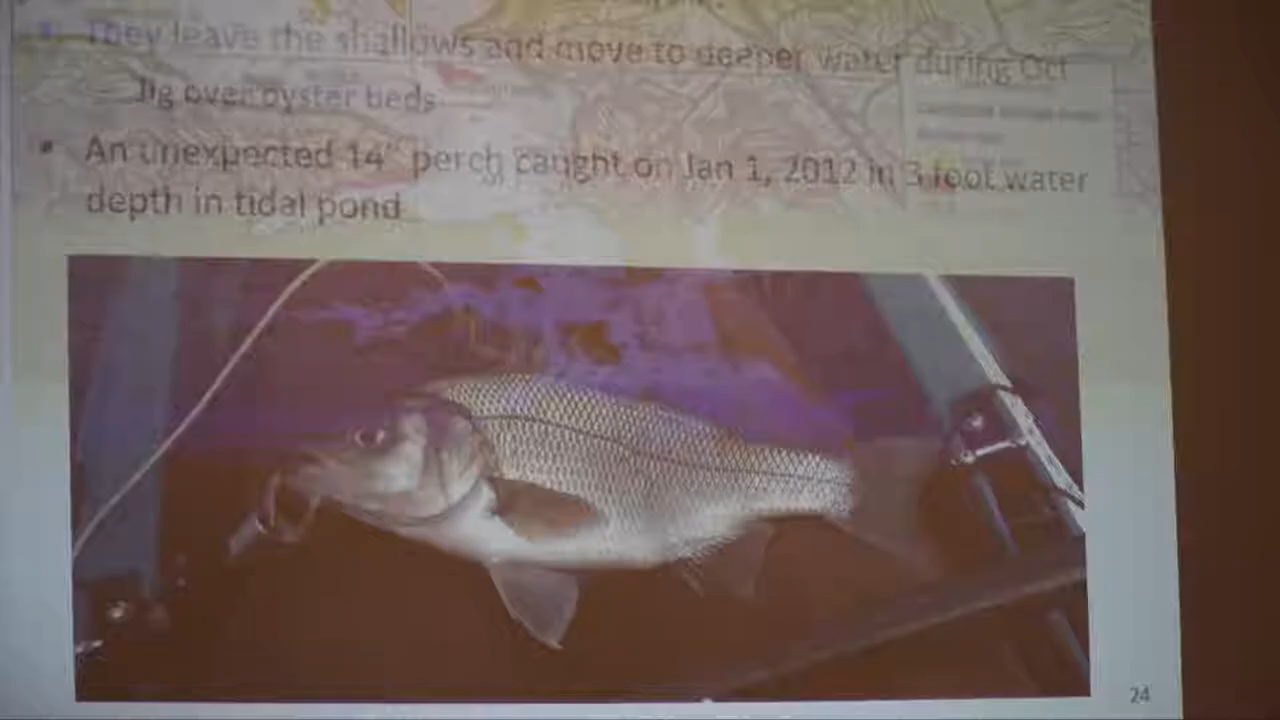 They leave the shallows and move to deeper water during Oct
Jig over oyster beds
An unexpected 14" perch caught on Jan 1, 2012 in 3 foot water
depth in tidal pond
24